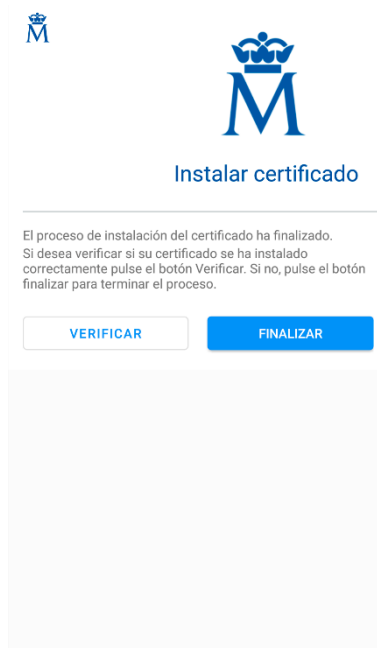 Instalar certificado
El proceso de instalación del certificado ha finalizado.
Si desea verificar si su certificado se ha instalado
correctamente pulse el botón Verificar. Si no, pulse el botón
finalizar para terminar el proceso.
VERIFICAR
FINALIZAR